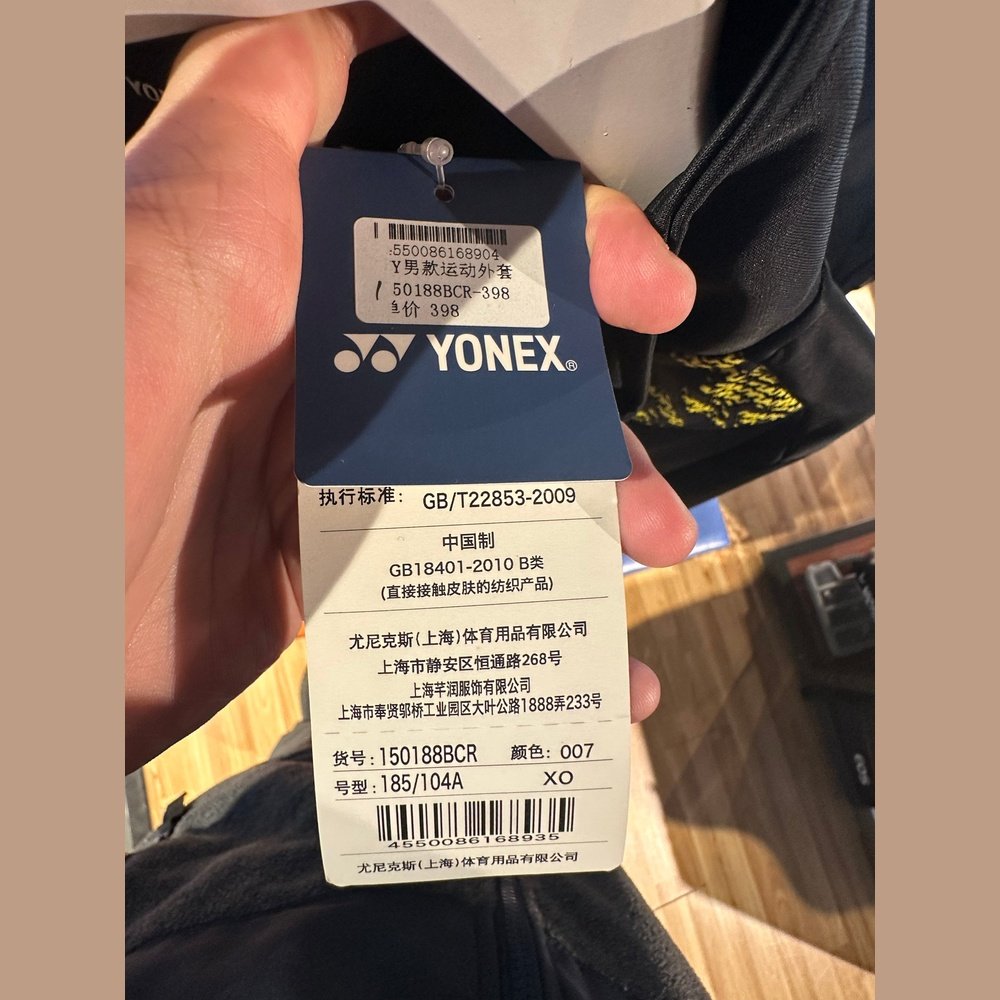 550086168904
Y男款运动外套
50188BCR-398
价 398
YONEX®
执行标准: GB/T22853-2009
中国制
GB18401-2010 B类
(直接接触皮肤的纺织产品)
尤尼克斯(上海)体育用品有限公司
上海市静安区恒通路268号
上海芊润服饰有限公司
上海市奉贤邬桥工业园区大叶公路1888弄233号
货号: 150188BCR 颜色: 007
号型: 185/104A XO
4550086168935
尤尼克斯(上海)体育用品有限公司